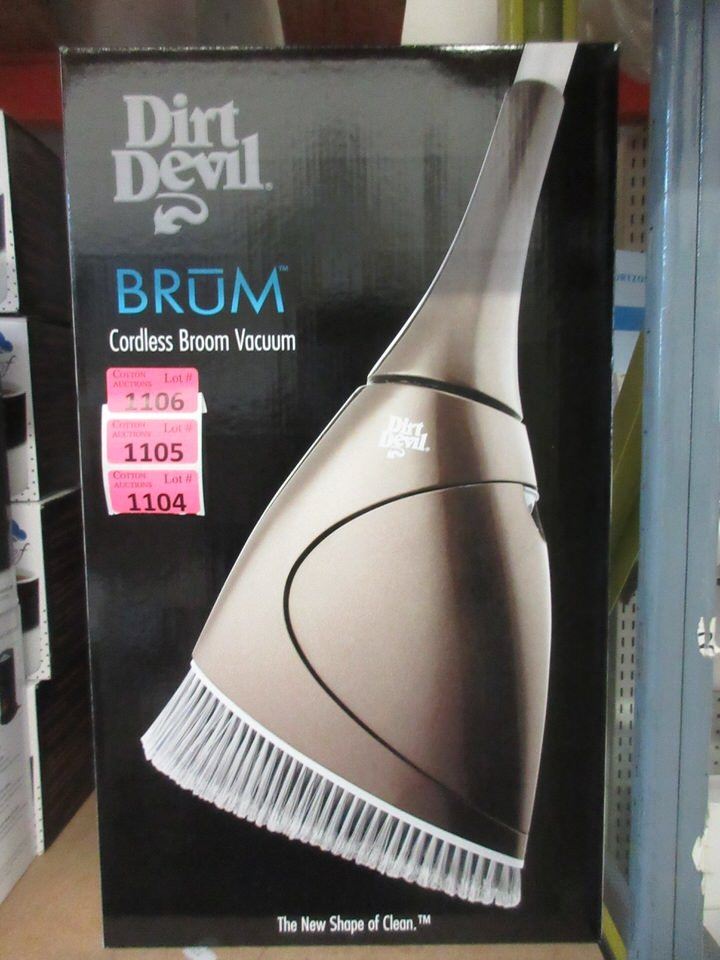 Dirt
Devil®
BRŪM™
Cordless Broom Vacuum
COTTON
AUCTIONS Lot #
1106
COTTON
AUCTIONS Lot #
1105
COTTON
AUCTIONS Lot #
1104
Dirt
Devil.
The New Shape of Clean.™